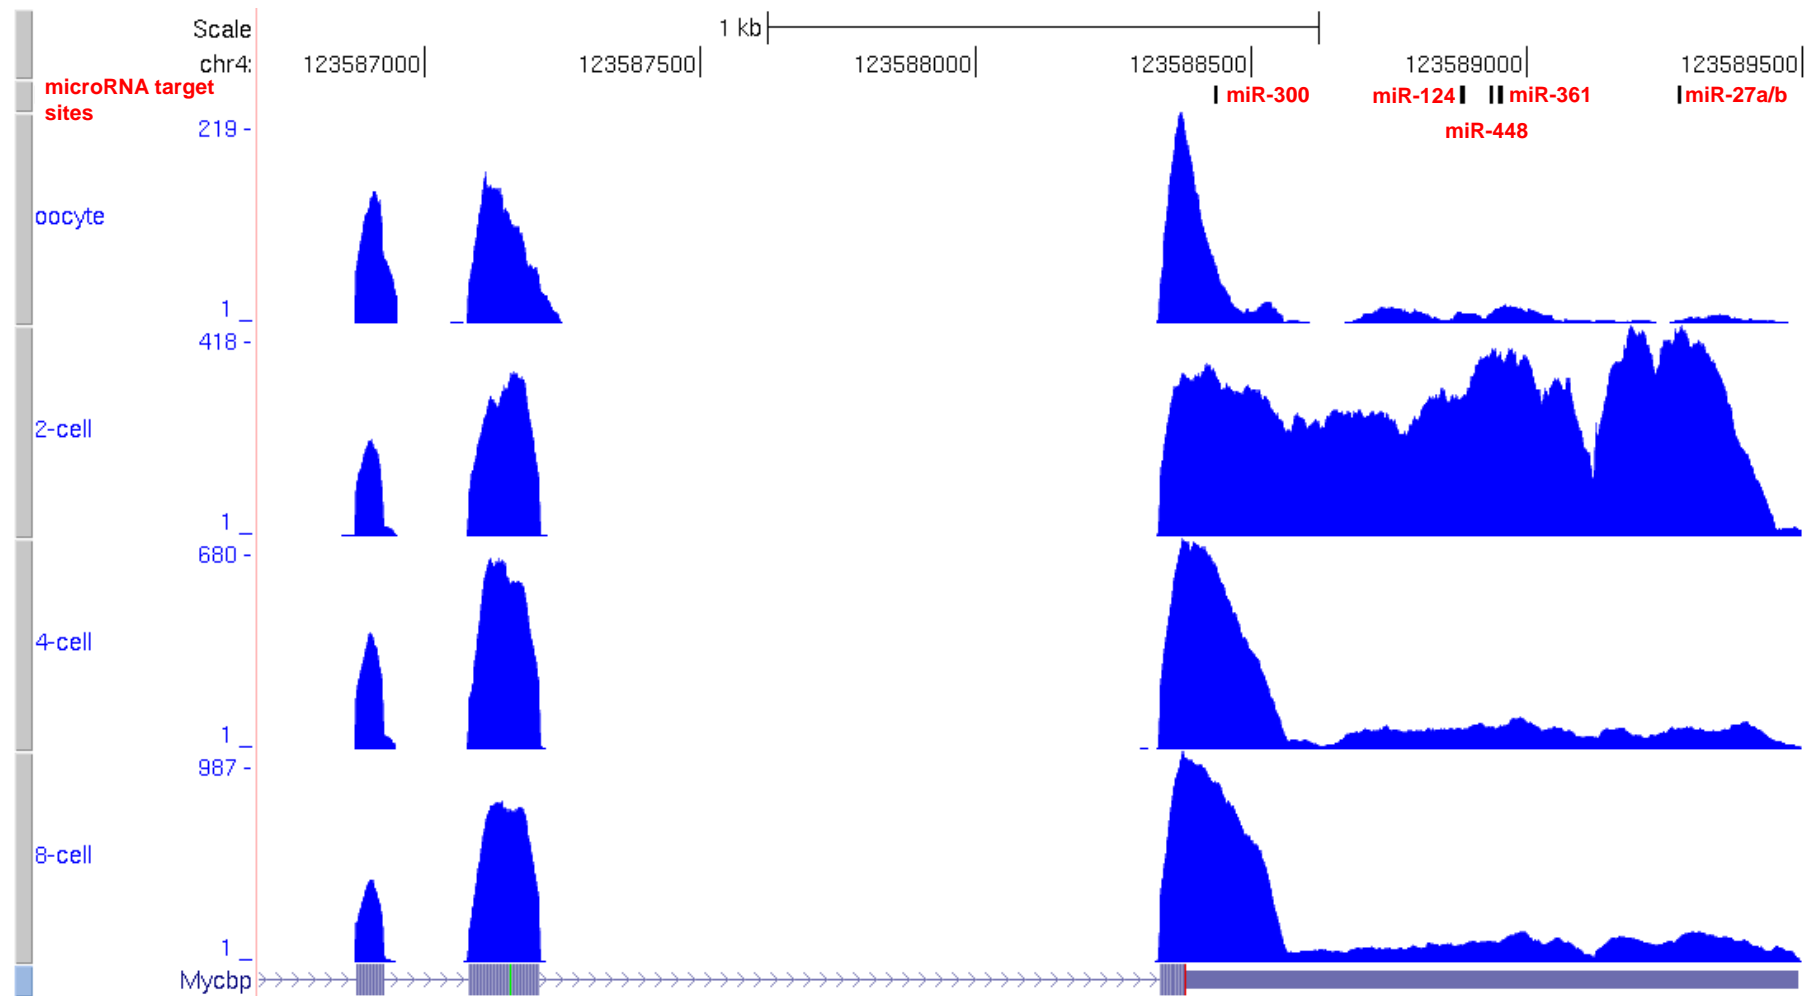 Scale 1 kb
chr4: 123587000 123587500 123588000 123588500 123589000 123589500
microRNA target sites
miR-300 miR-124 miR-361 miR-27a/b
miR-448
219 -
oocyte
1 _
418 -
2-cell
1 _
680 -
4-cell
1 _
987 -
8-cell
1 _
Mycbp